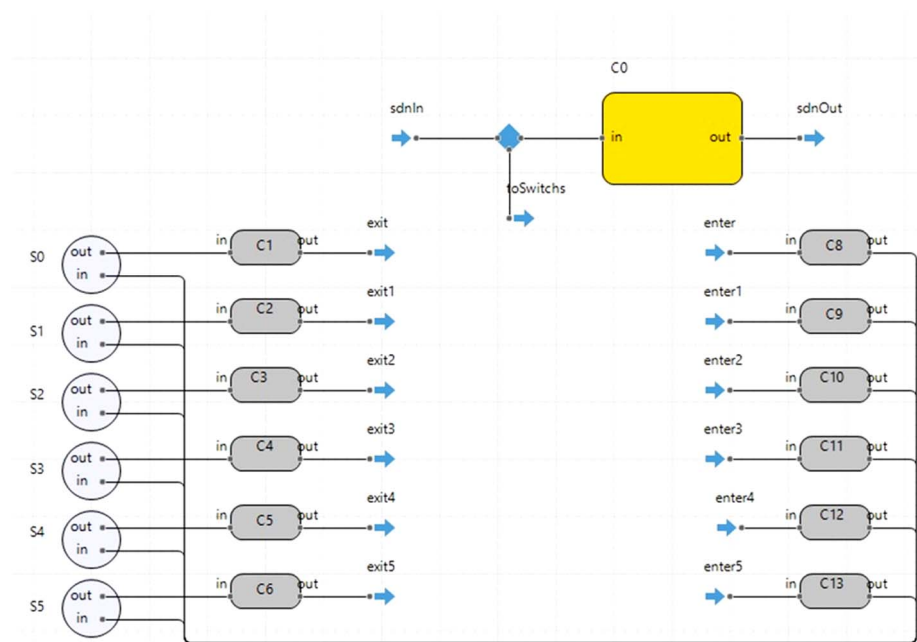 C0
sdnIn
sdnOut
in
out
toSwitchs
exit
enter
S0
out
in
in
C1
out
in
C8
out
exit1
enter1
S1
out
in
in
C2
out
in
C9
out
exit2
enter2
S2
out
in
in
C3
out
in
C10
out
exit3
enter3
S3
out
in
in
C4
out
in
C11
out
exit4
enter4
S4
out
in
in
C5
out
in
C12
out
exit5
enter5
S5
out
in
in
C6
out
in
C13
out